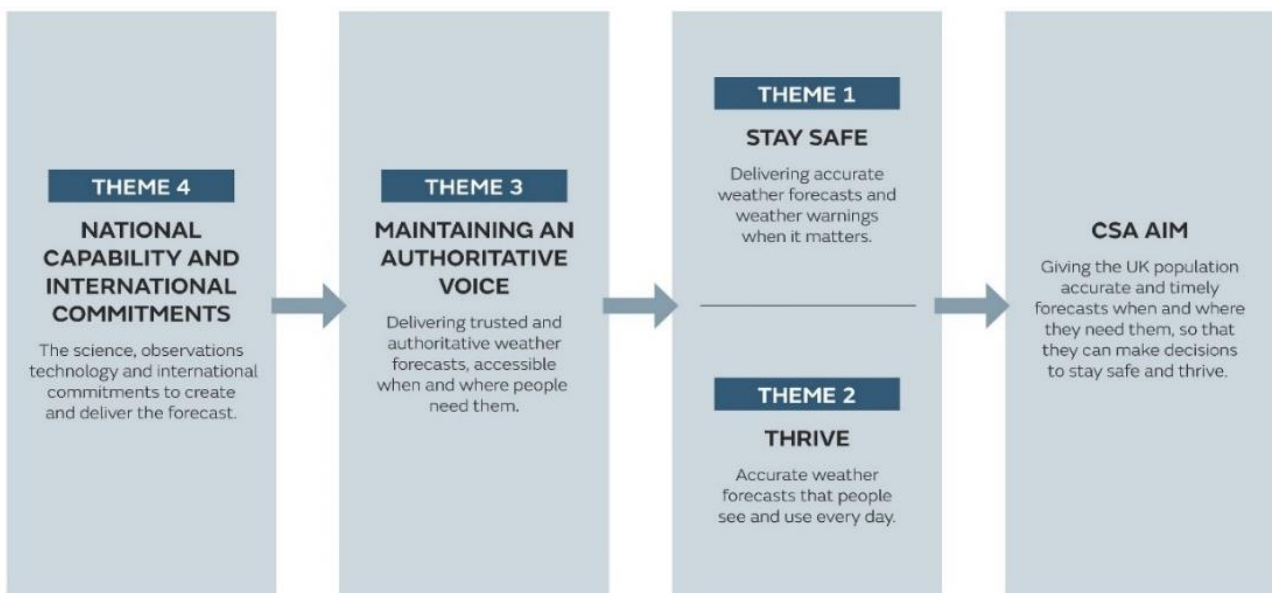 THEME 4
NATIONAL
CAPABILITY AND
INTERNATIONAL
COMMITMENTS
The science, observations
technology and international
commitments to create
and deliver the forecast.
THEME 3
MAINTAINING AN
AUTHORITATIVE
VOICE
Delivering trusted and
authoritative weather
forecasts, accessible
when and where people
need them.
THEME 1
STAY SAFE
Delivering accurate
weather forecasts and
weather warnings
when it matters.
THEME 2
THRIVE
Accurate weather
forecasts that people
see and use every day.
CSA AIM
Giving the UK population
accurate and timely
forecasts when and where
they need them, so that
they can make decisions
to stay safe and thrive.